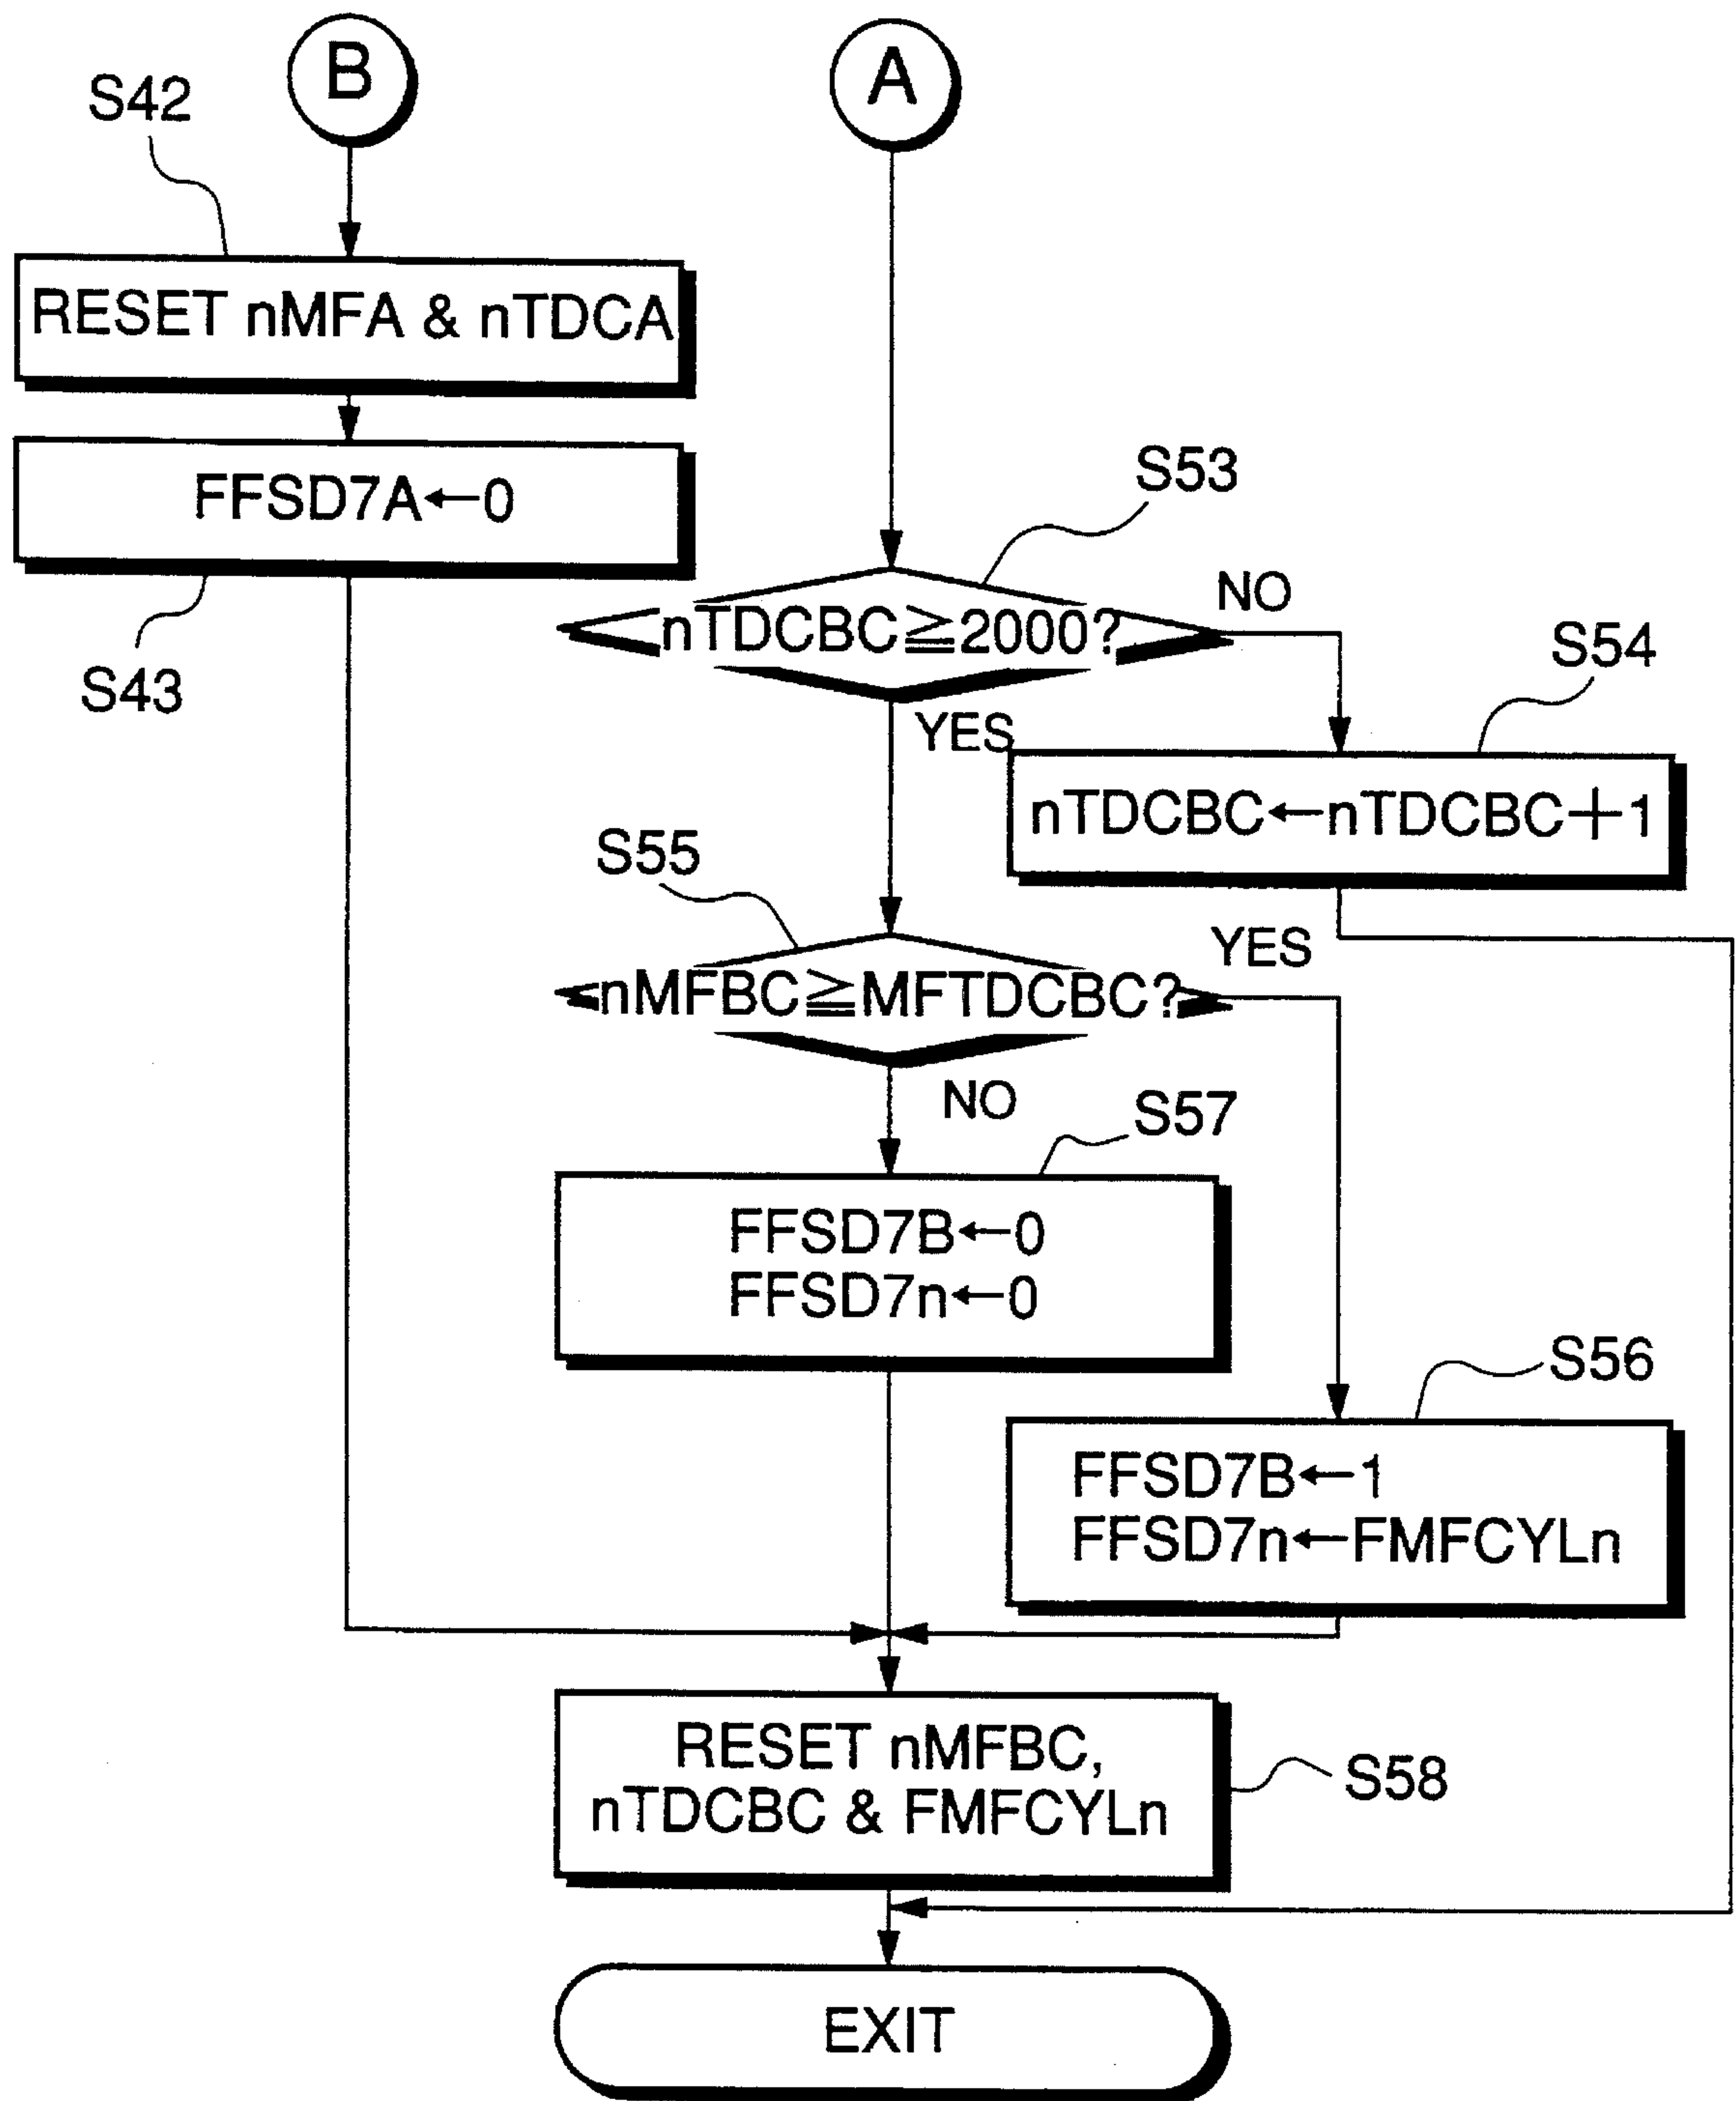 B
A
S42
RESET nMFA & nTDCA
FFSD7A←0
S43
S53
nTDCBC≧2000?
NO
YES
S54
nTDCBC←nTDCBC+1
S55
nMFBC≧MFTDCBC?
YES
NO
S57
FFSD7B←0
FFSD7n←0
S56
FFSD7B←1
FFSD7n←FMFCYLn
RESET nMFBC,
nTDCBC & FMFCYLn
S58
EXIT